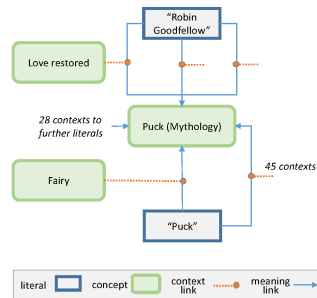 “Robin
Goodfellow”
Love restored
28 contexts to
further literals
Puck (Mythology)
45 contexts
Fairy
“Puck”
literal
concept
context
link
meaning
link